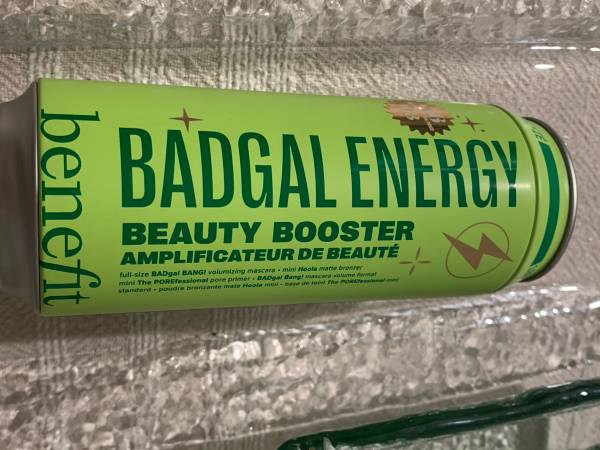 benefit
BADGAL ENERGY
BEAUTY BOOSTER
AMPLIFICATEUR DE BEAUTÉ
full-size BADgal BANG! volumizing mascara • mini Hoola matte bronzer
mini The POREfessional pore primer • BADgal Bang! mascara volume format
standard • poudre bronzante mate Hoola mini • base de teint The POREfessional mini